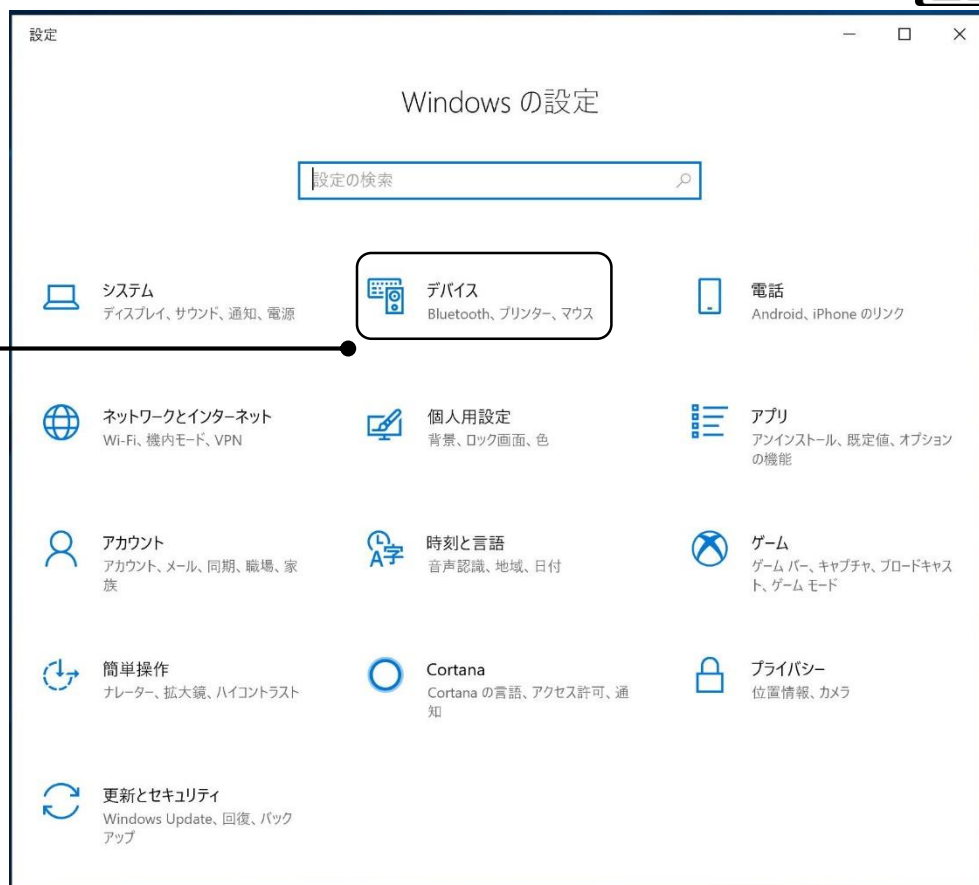 設定
Windows の設定
設定の検索
システム
ディスプレイ、サウンド、通知、電源
デバイス
Bluetooth、プリンター、マウス
電話
Android、iPhone のリンク
ネットワークとインターネット
Wi-Fi、機内モード、VPN
個人用設定
背景、ロック画面、色
アプリ
アンインストール、既定値、オプション
の機能
アカウント
アカウント、メール、同期、職場、家
族
時刻と言語
音声認識、地域、日付
ゲーム
ゲーム バー、キャプチャ、ブロードキャス
ト、ゲーム モード
簡単操作
ナレーター、拡大鏡、ハイコントラスト
Cortana
Cortana の言語、アクセス許可、通
知
プライバシー
位置情報、カメラ
更新とセキュリティ
Windows Update、回復、バック
アップ